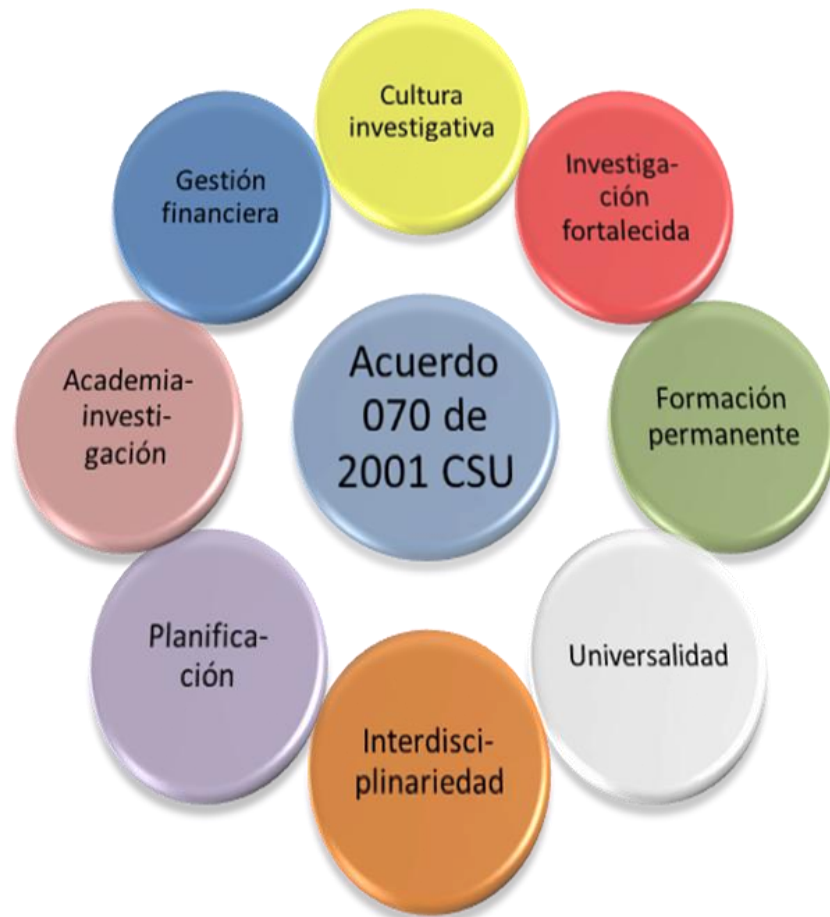 Cultura
investigativa
Investiga-
ción
fortalecida
Formación
permanente
Universalidad
Interdisci-
plinariedad
Planifica-
ción
Academia-
investi-
gación
Gestión
financiera
Acuerdo
070 de
2001 CSU